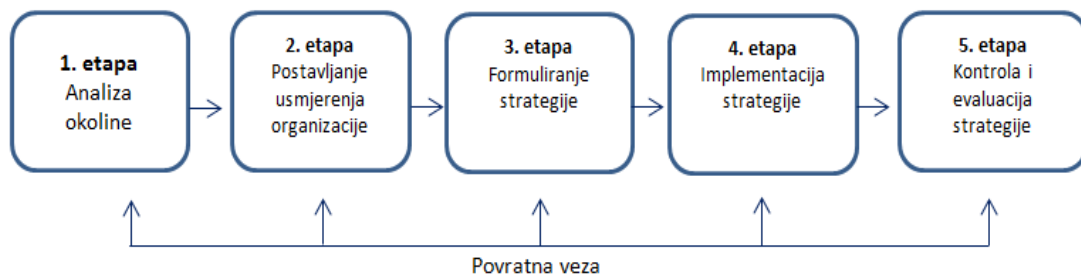 1. etapa
Analiza
okoline
2. etapa
Postavljanje
usmjerenja
organizacije
3. etapa
Formuliranje
strategije
4. etapa
Implementacija
strategije
5. etapa
Kontrola i
evaluacija
strategije
Povratna veza